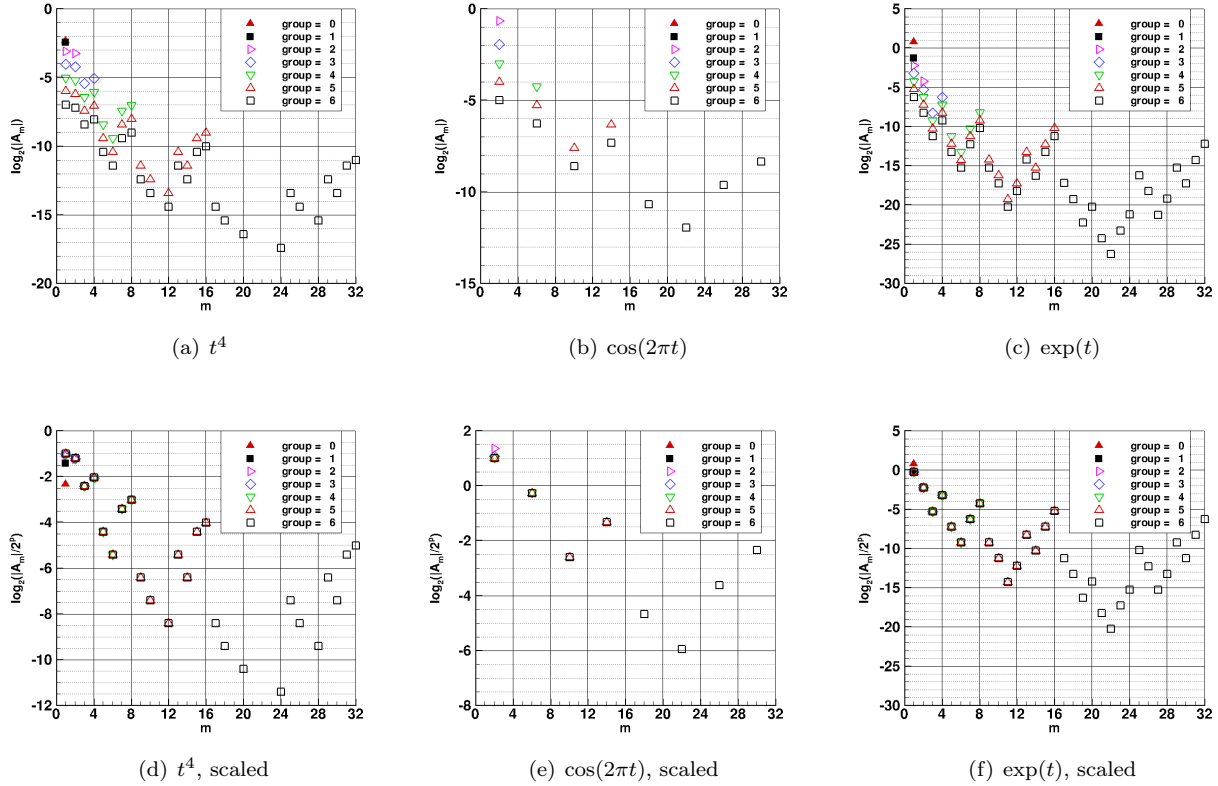 0
-5
-10
-15
-20
log₂(|Aₘ|)
0 4 8 12 16 20 24 28 32
m
group = 0
group = 1
group = 2
group = 3
group = 4
group = 5
group = 6
(a) t⁴
0
-5
-10
-15
log₂(|Aₘ|)
0 4 8 12 16 20 24 28 32
m
group = 0
group = 1
group = 2
group = 3
group = 4
group = 5
group = 6
(b) cos(2πt)
5
0
-5
-10
-15
-20
-25
-30
log₂(|Aₘ|)
0 4 8 12 16 20 24 28 32
m
group = 0
group = 1
group = 2
group = 3
group = 4
group = 5
group = 6
(c) exp(t)
0
-2
-4
-6
-8
-10
-12
log₂(|Aₘ|/2ᵖ)
0 4 8 12 16 20 24 28 32
m
group = 0
group = 1
group = 2
group = 3
group = 4
group = 5
group = 6
(d) t⁴, scaled
2
0
-2
-4
-6
-8
log₂(|Aₘ|/2ᵖ)
0 4 8 12 16 20 24 28 32
m
group = 0
group = 1
group = 2
group = 3
group = 4
group = 5
group = 6
(e) cos(2πt), scaled
5
0
-5
-10
-15
-20
-25
-30
log₂(|Aₘ|/2ᵖ)
0 4 8 12 16 20 24 28 32
m
group = 0
group = 1
group = 2
group = 3
group = 4
group = 5
group = 6
(f) exp(t), scaled